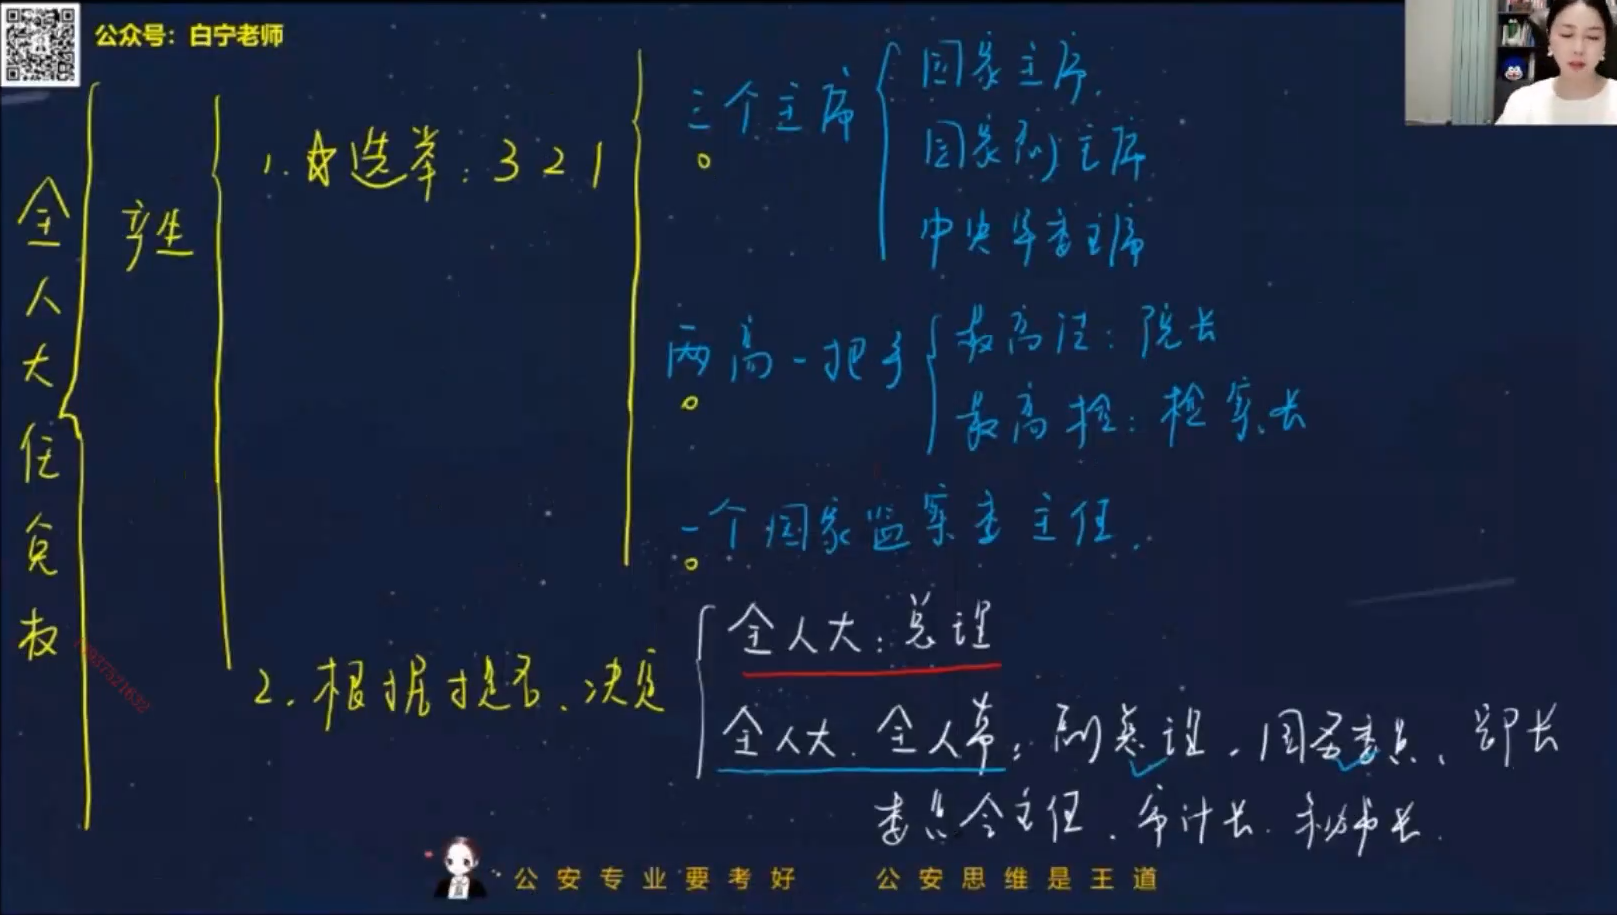 公众号：白宁老师
全人大任免权
产生
1.☆选举：3 2 1
三个主席
国家主席.
国家副主席
中央军委主席
两高一把手
最高法：院长
最高检：检察长
一个国家监察委主任.
2.根据提名、决定
全人大：总理
全人大.全人常：副总理.国务委员、部长
委员会主任.审计长.秘书长.
公安专业要考好 公安思维是王道